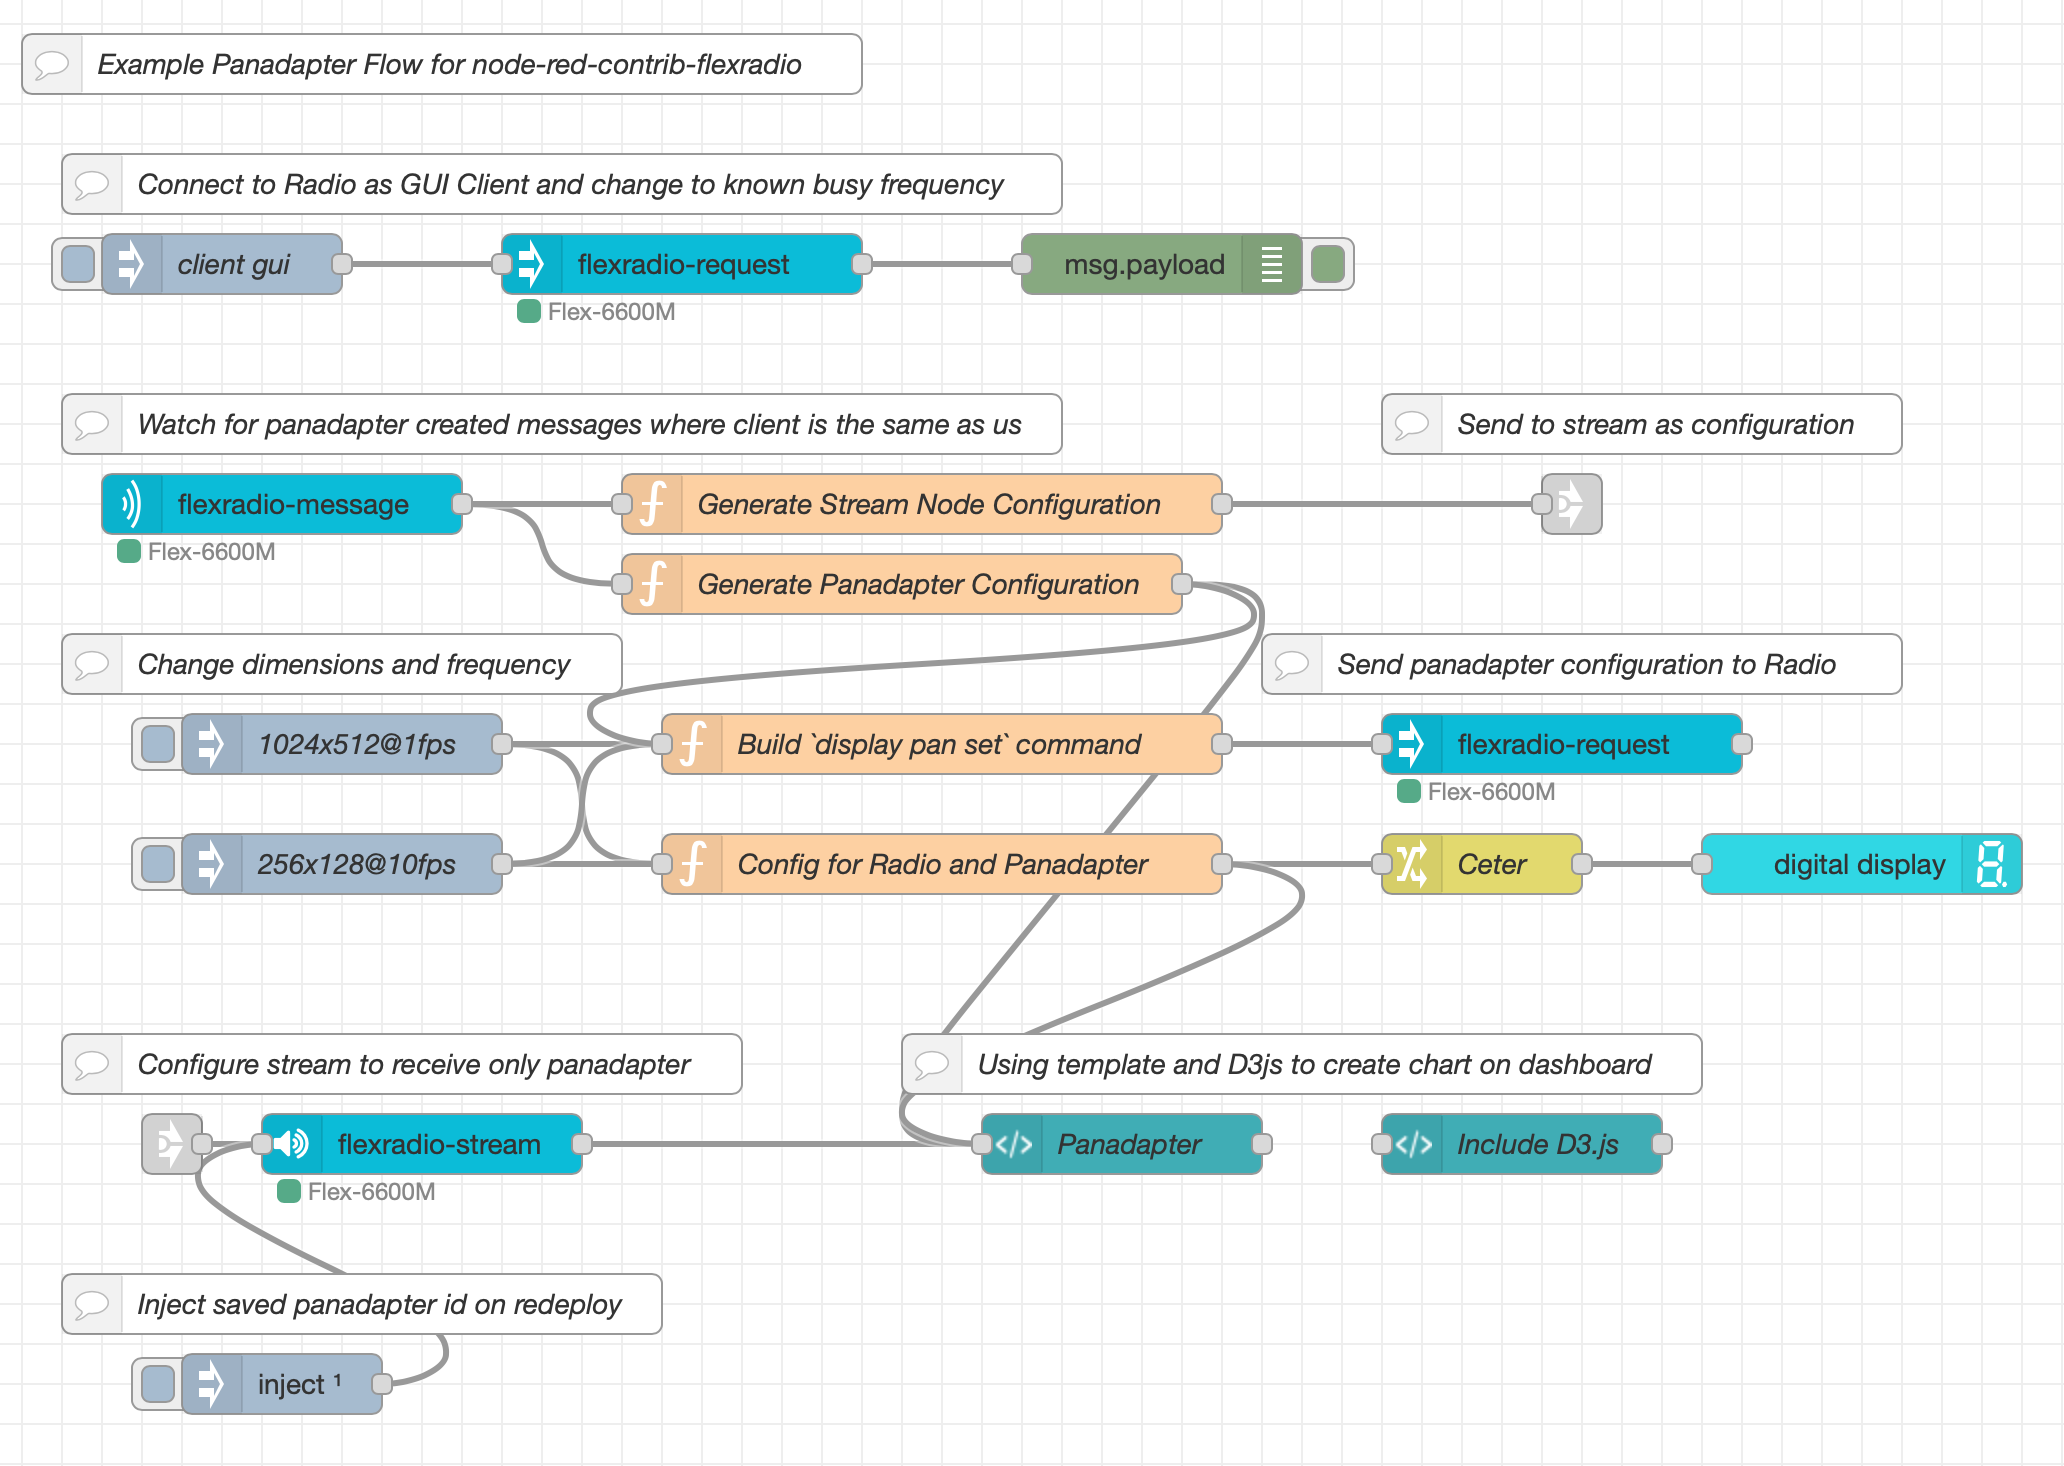 Example Panadapter Flow for node-red-contrib-flexradio
Connect to Radio as GUI Client and change to known busy frequency
client gui
flexradio-request
msg.payload
Flex-6600M
Watch for panadapter created messages where client is the same as us
Send to stream as configuration
flexradio-message
Generate Stream Node Configuration
Flex-6600M
Generate Panadapter Configuration
Change dimensions and frequency
Send panadapter configuration to Radio
1024x512@1fps
Build `display pan set` command
flexradio-request
Flex-6600M
256x128@10fps
Config for Radio and Panadapter
Ceter
digital display
Configure stream to receive only panadapter
Using template and D3js to create chart on dashboard
flexradio-stream
Panadapter
Include D3.js
Flex-6600M
Inject saved panadapter id on redeploy
inject ¹